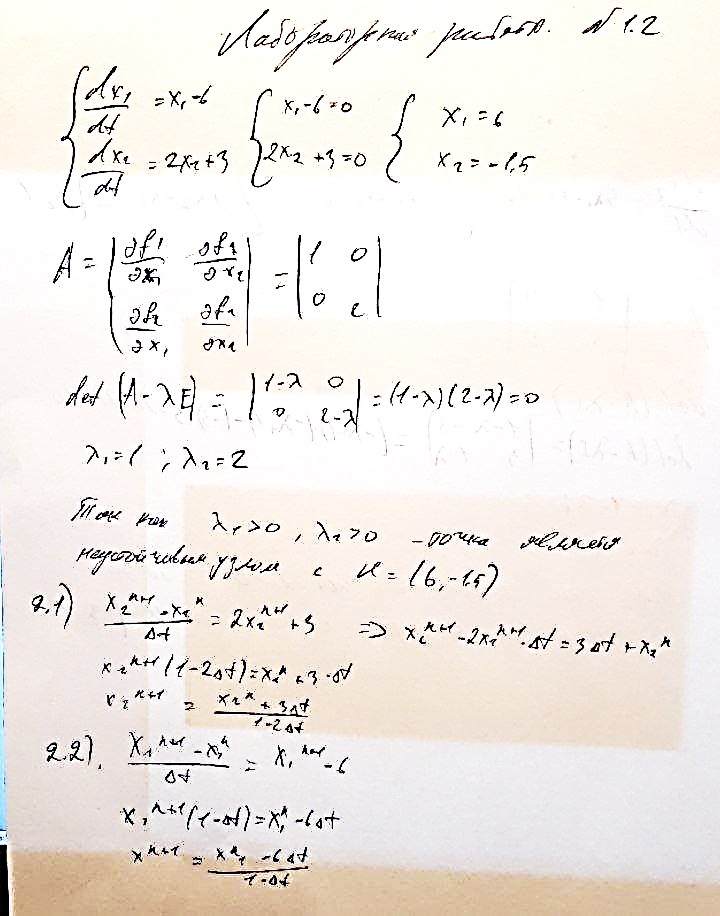 Лабораторная работа. №1.2
{ dx₁/dt = x₁-6 { x₁-6=0 { x₁=6
dx₂/dt = 2x₂+3 2x₂+3=0 x₂=-1,5
A = | ∂f₁/∂x₁ ∂f₁/∂x₂ | = | 1 0 |
| ∂f₂/∂x₁ ∂f₂/∂x₂ | | 0 2 |
det (A-λE) = | 1-λ 0 | = (1-λ)(2-λ)=0
| 0 2-λ |
λ₁=1 ; λ₂=2
Так как λ₁>0, λ₂>0 - точка является
неустойчивым узлом с K = (6,-1.5)
2.1) (x₂ⁿ⁺¹ - x₂ⁿ)/Δt = 2x₂ⁿ⁺¹ + 3 => x₂ⁿ⁺¹ - 2x₂ⁿ⁺¹·Δt = 3Δt + x₂ⁿ
x₂ⁿ⁺¹(1-2Δt) = x₂ⁿ + 3·Δt
x₂ⁿ⁺¹ = (x₂ⁿ + 3Δt)/(1-2Δt)
2.2). (x₁ⁿ⁺¹ - x₁ⁿ)/Δt = x₁ⁿ⁺¹ - 6
x₁ⁿ⁺¹(1-Δt) = x₁ⁿ - 6Δt
xⁿ⁺¹ = (xⁿ₁ - 6Δt)/(1-Δt)